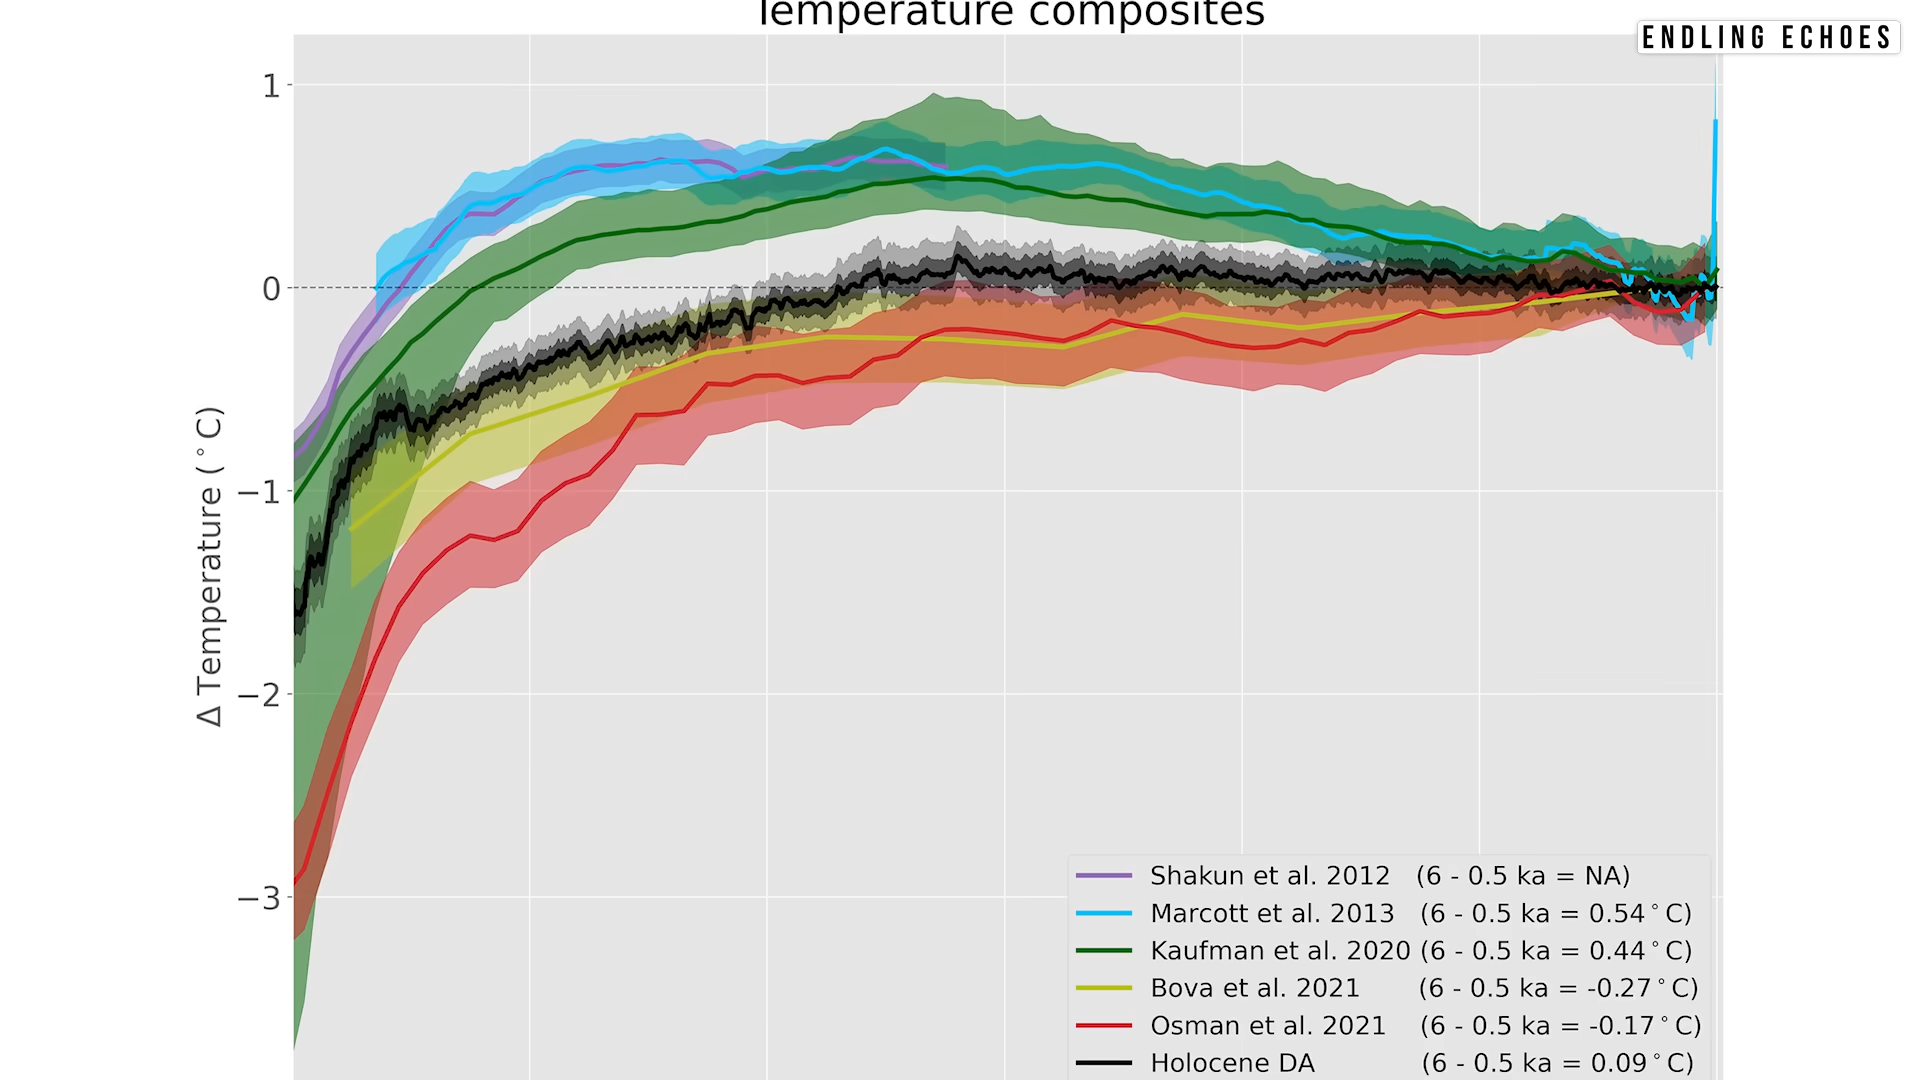 Temperature composites
ENDLING ECHOES
1
0
−1
−2
−3
Δ Temperature (°C)
Shakun et al. 2012 (6 - 0.5 ka = NA)
Marcott et al. 2013 (6 - 0.5 ka = 0.54°C)
Kaufman et al. 2020 (6 - 0.5 ka = 0.44°C)
Bova et al. 2021 (6 - 0.5 ka = -0.27°C)
Osman et al. 2021 (6 - 0.5 ka = -0.17°C)
Holocene DA (6 - 0.5 ka = 0.09°C)